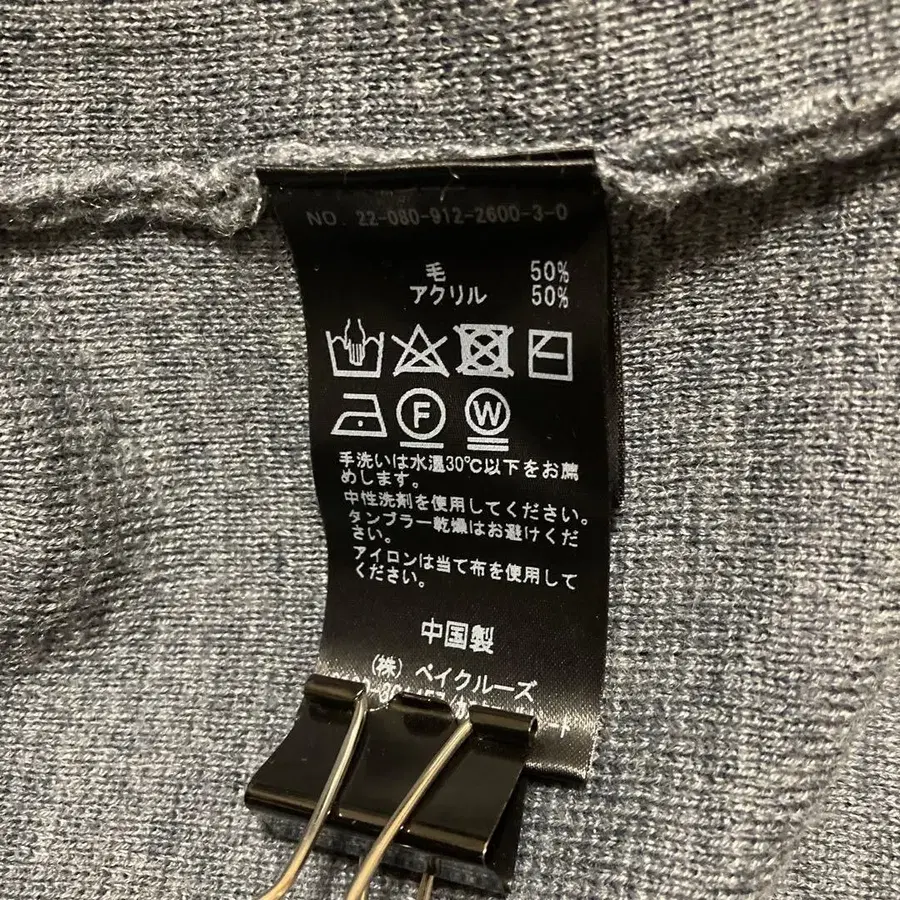 NO. 22-080-912-2600-3-0
毛 50%
アクリル 50%
F W
手洗いは水温30℃以下をお薦
めします。
中性洗剤を使用してください。
タンブラー乾燥はお避けくだ
さい。
アイロンは当て布を使用して
ください。
中国製
(株) ベイクルーズ